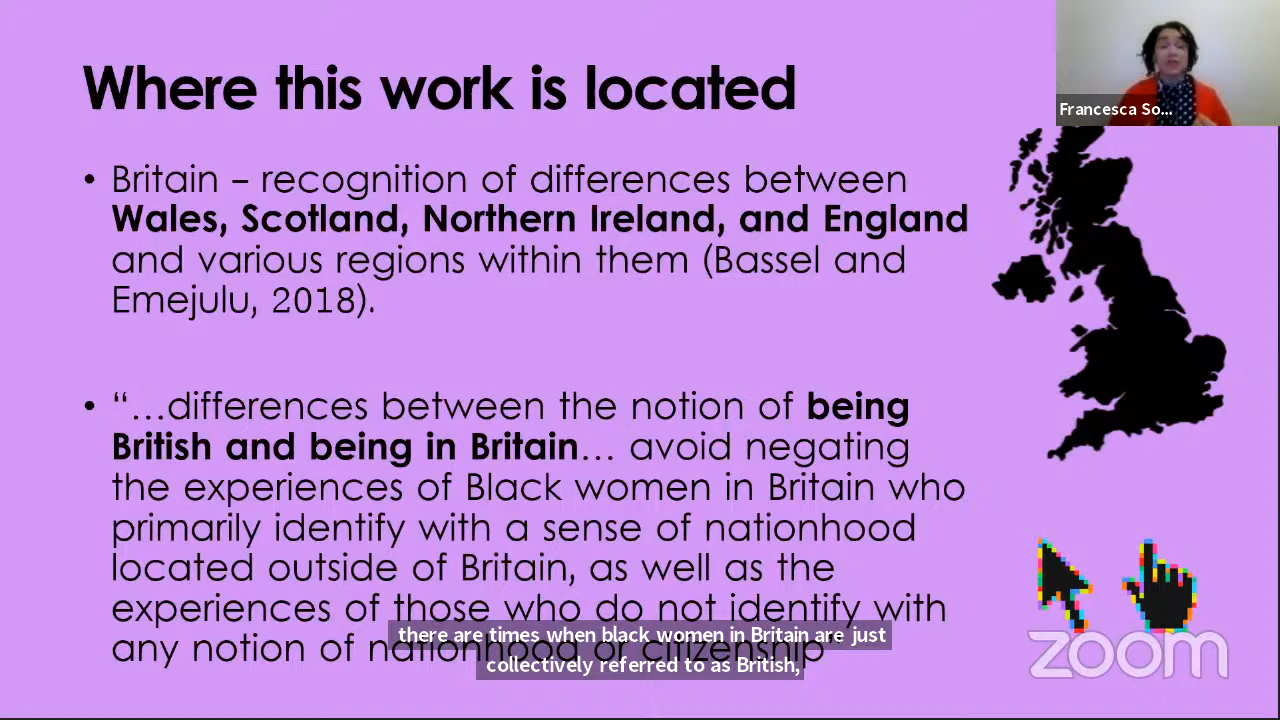 Where this work is located
Francesca So...
• Britain – recognition of differences between
Wales, Scotland, Northern Ireland, and England
and various regions within them (Bassel and
Emejulu, 2018).
• “…differences between the notion of being
British and being in Britain… avoid negating
the experiences of Black women in Britain who
primarily identify with a sense of nationhood
located outside of Britain, as well as the
experiences of those who do not identify with
any notion of nationhood or citizenship
there are times when black women in Britain are just
collectively referred to as British,
zoom